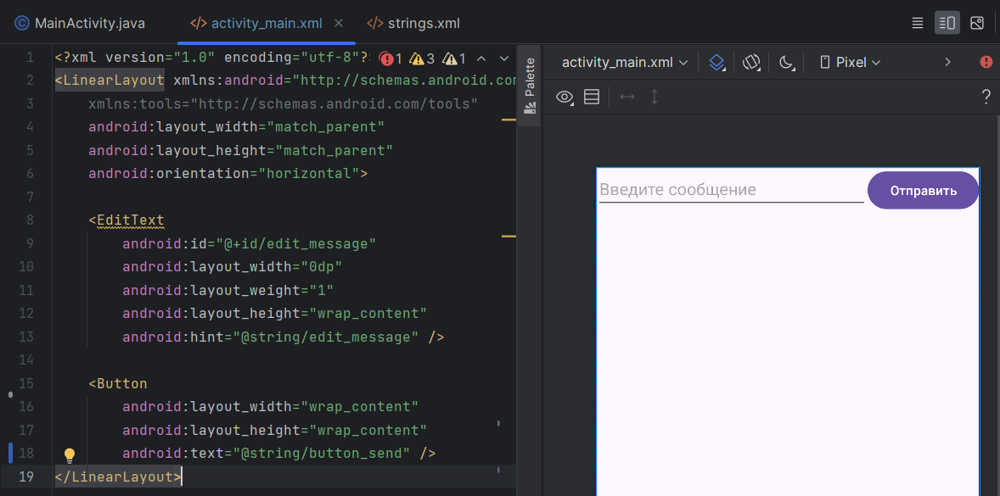 MainActivity.java
activity_main.xml
strings.xml
1 <?xml version="1.0" encoding="utf-8"?>
1 3 1
2 <LinearLayout xmlns:android="http://schemas.android.com
3 xmlns:tools="http://schemas.android.com/tools"
4 android:layout_width="match_parent"
5 android:layout_height="match_parent"
6 android:orientation="horizontal">
7
8 <EditText
9 android:id="@+id/edit_message"
10 android:layout_width="0dp"
11 android:layout_weight="1"
12 android:layout_height="wrap_content"
13 android:hint="@string/edit_message" />
14
15 <Button
16 android:layout_width="wrap_content"
17 android:layout_height="wrap_content"
18 android:text="@string/button_send" />
19 </LinearLayout>
Palette
activity_main.xml
Pixel
?
Введите сообщение
Отправить